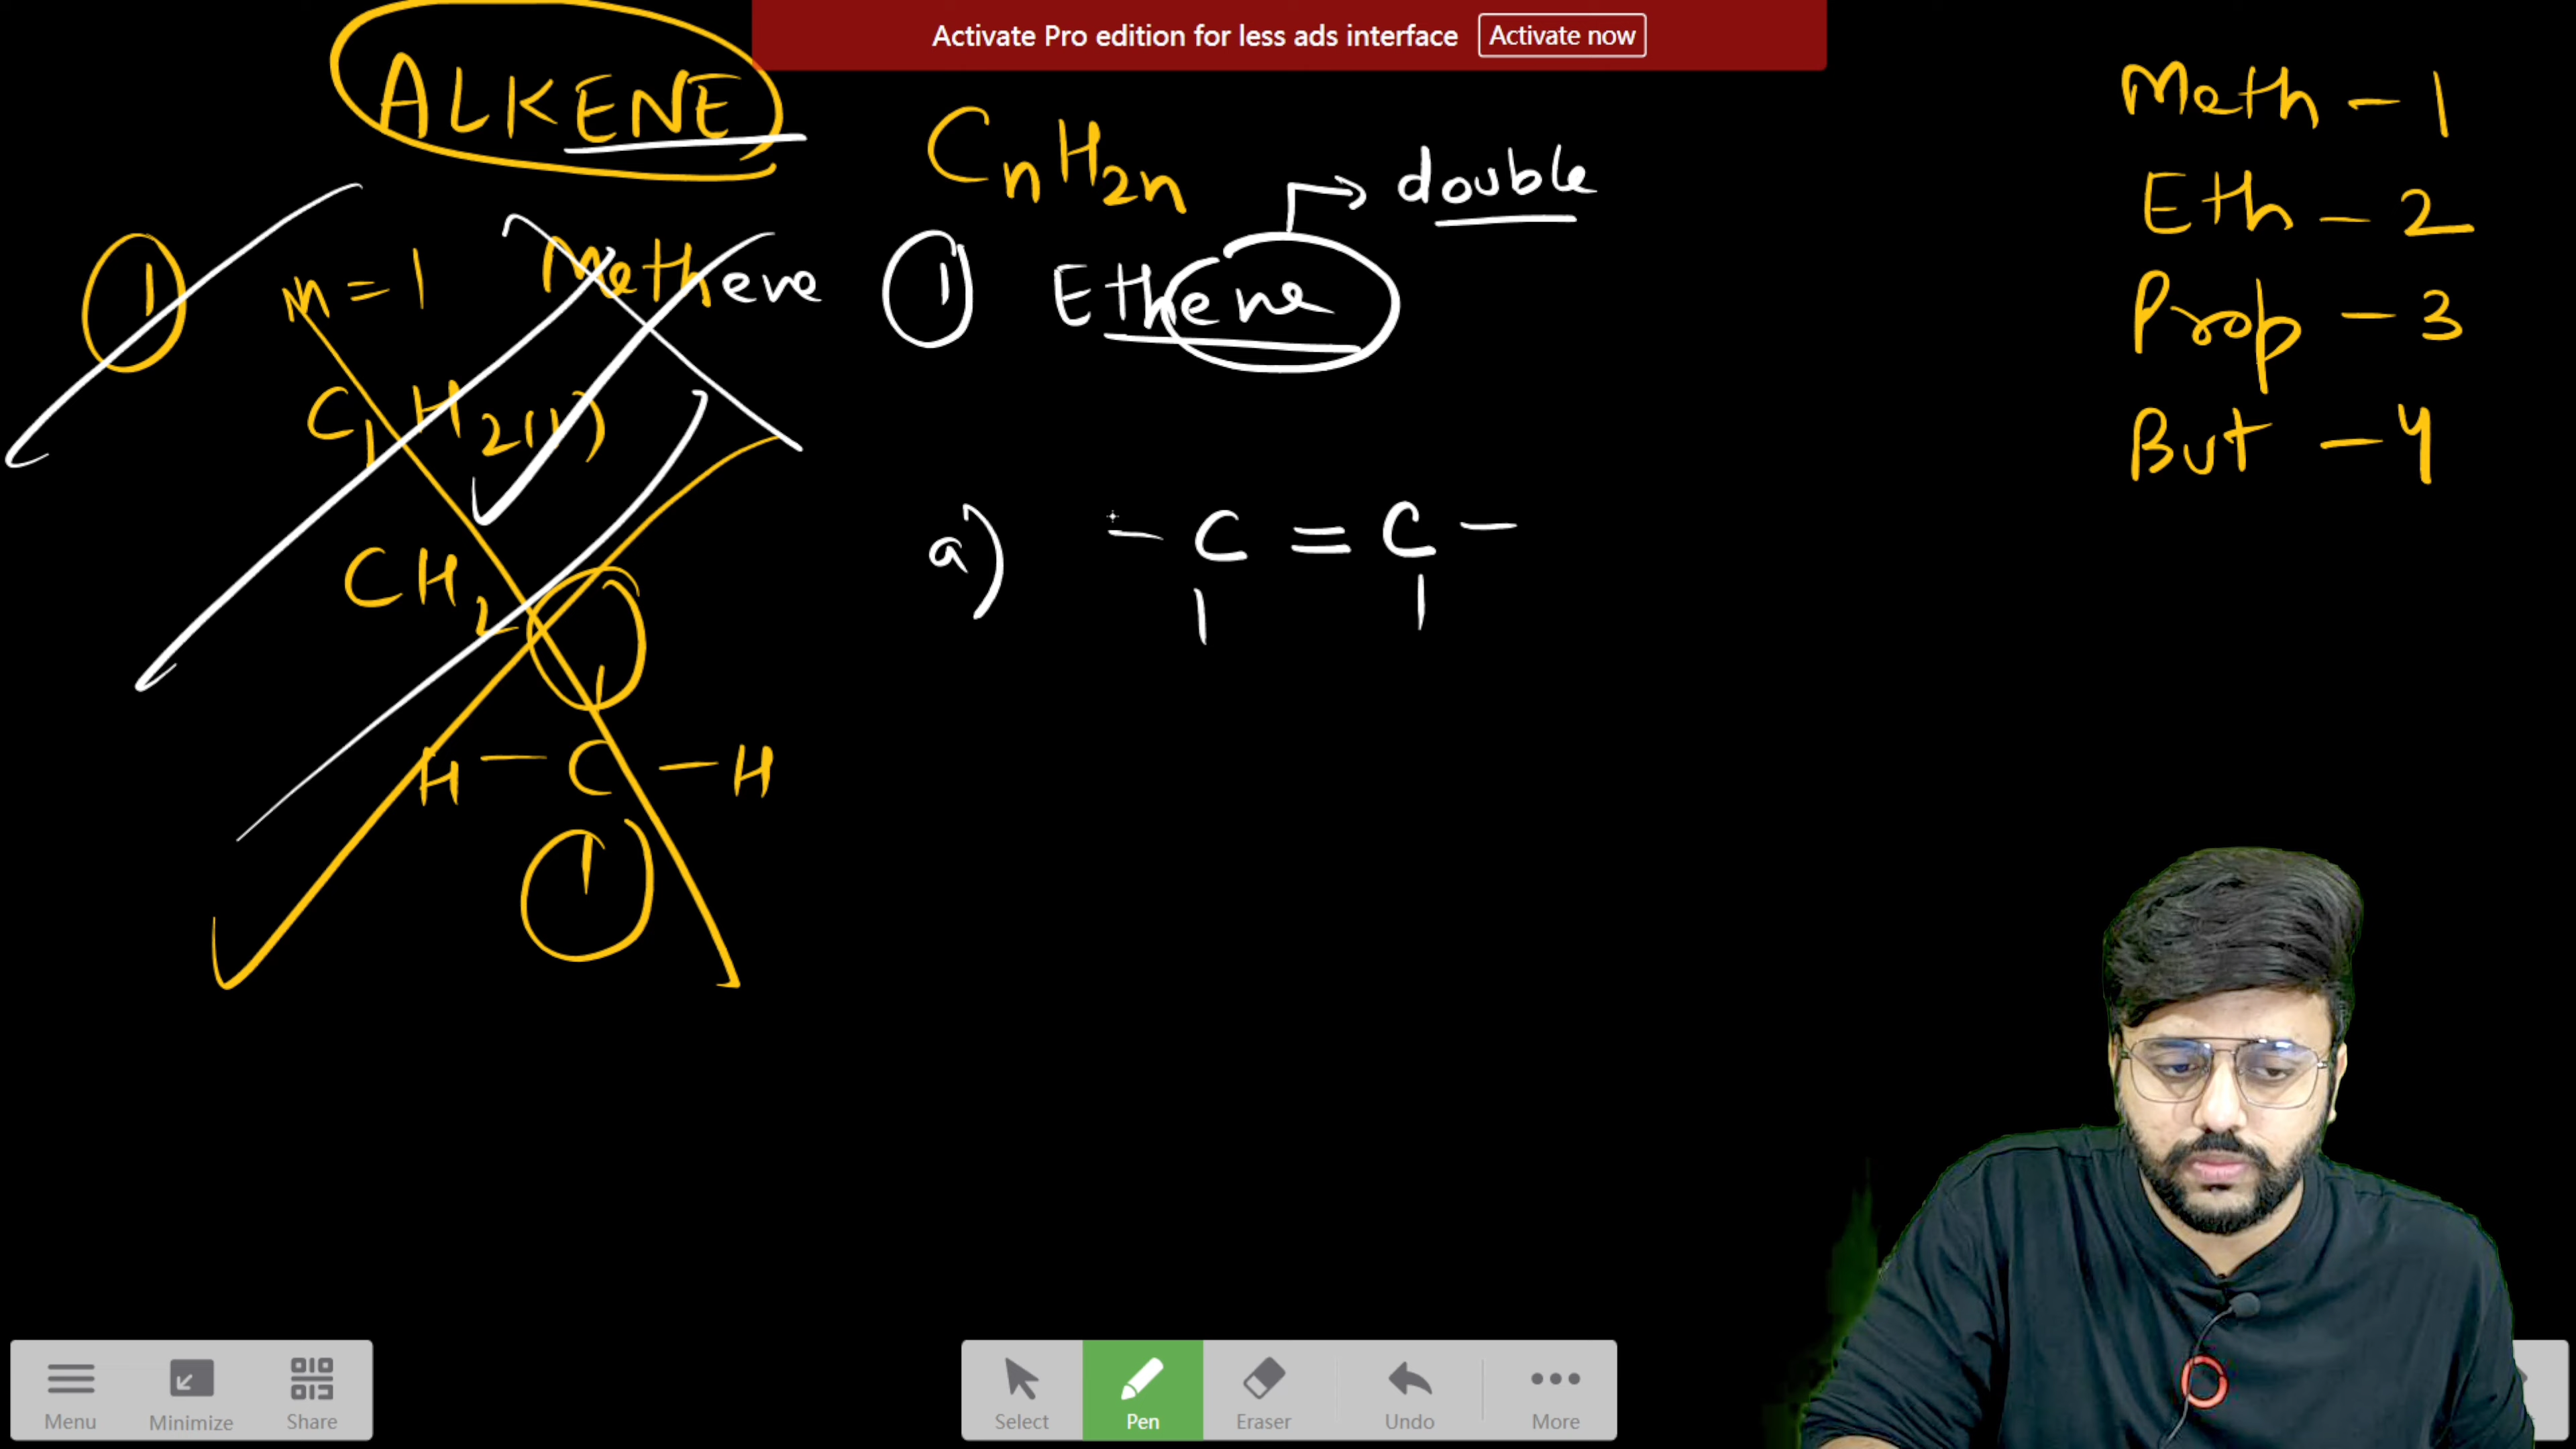 Activate Pro edition for less ads interface Activate now
ALKENE
CnH2n
double
1 n = 1 Methene
1 Ethene
C1H2(1)
CH2
H – C – H
a) – C = C –
Meth – 1
Eth – 2
Prop – 3
But – 4
Menu Minimize Share
Select Pen Eraser Undo More